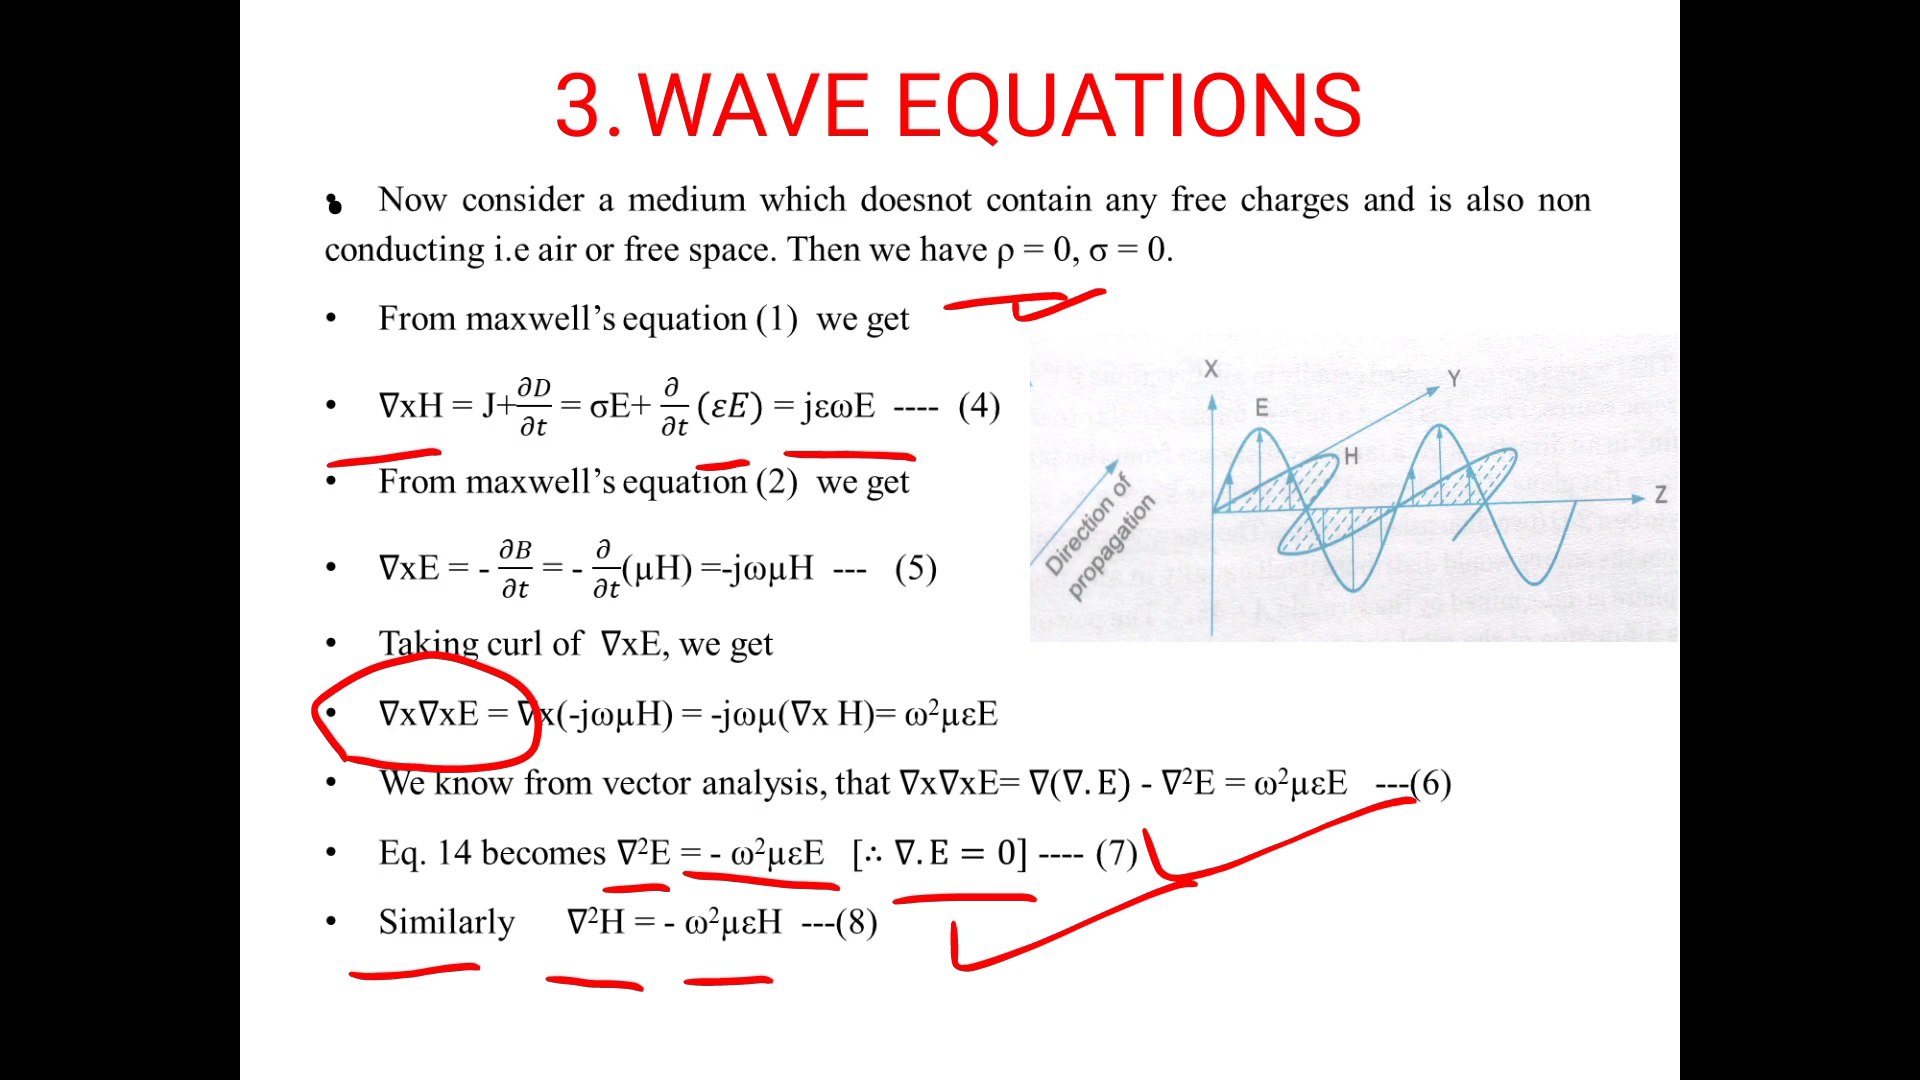 3. WAVE EQUATIONS
• Now consider a medium which doesnot contain any free charges and is also non
conducting i.e air or free space. Then we have ρ = 0, σ = 0.
• From maxwell’s equation (1) we get
• ∇xH = J+∂D/∂t = σE+ ∂/∂t (εE) = jεωE ---- (4)
• From maxwell’s equation (2) we get
• ∇xE = - ∂B/∂t = - ∂/∂t(μH) =-jωμH --- (5)
• Taking curl of ∇xE, we get
• ∇x∇xE = ∇x(-jωμH) = -jωμ(∇x H)= ω²μεE
• We know from vector analysis, that ∇x∇xE= ∇(∇.E) - ∇²E = ω²μεE ---(6)
• Eq. 14 becomes ∇²E = - ω²μεE [∴ ∇.E = 0] ---- (7)
• Similarly ∇²H = - ω²μεH ---(8)
X
Y
E
H
Z
Direction of
propagation